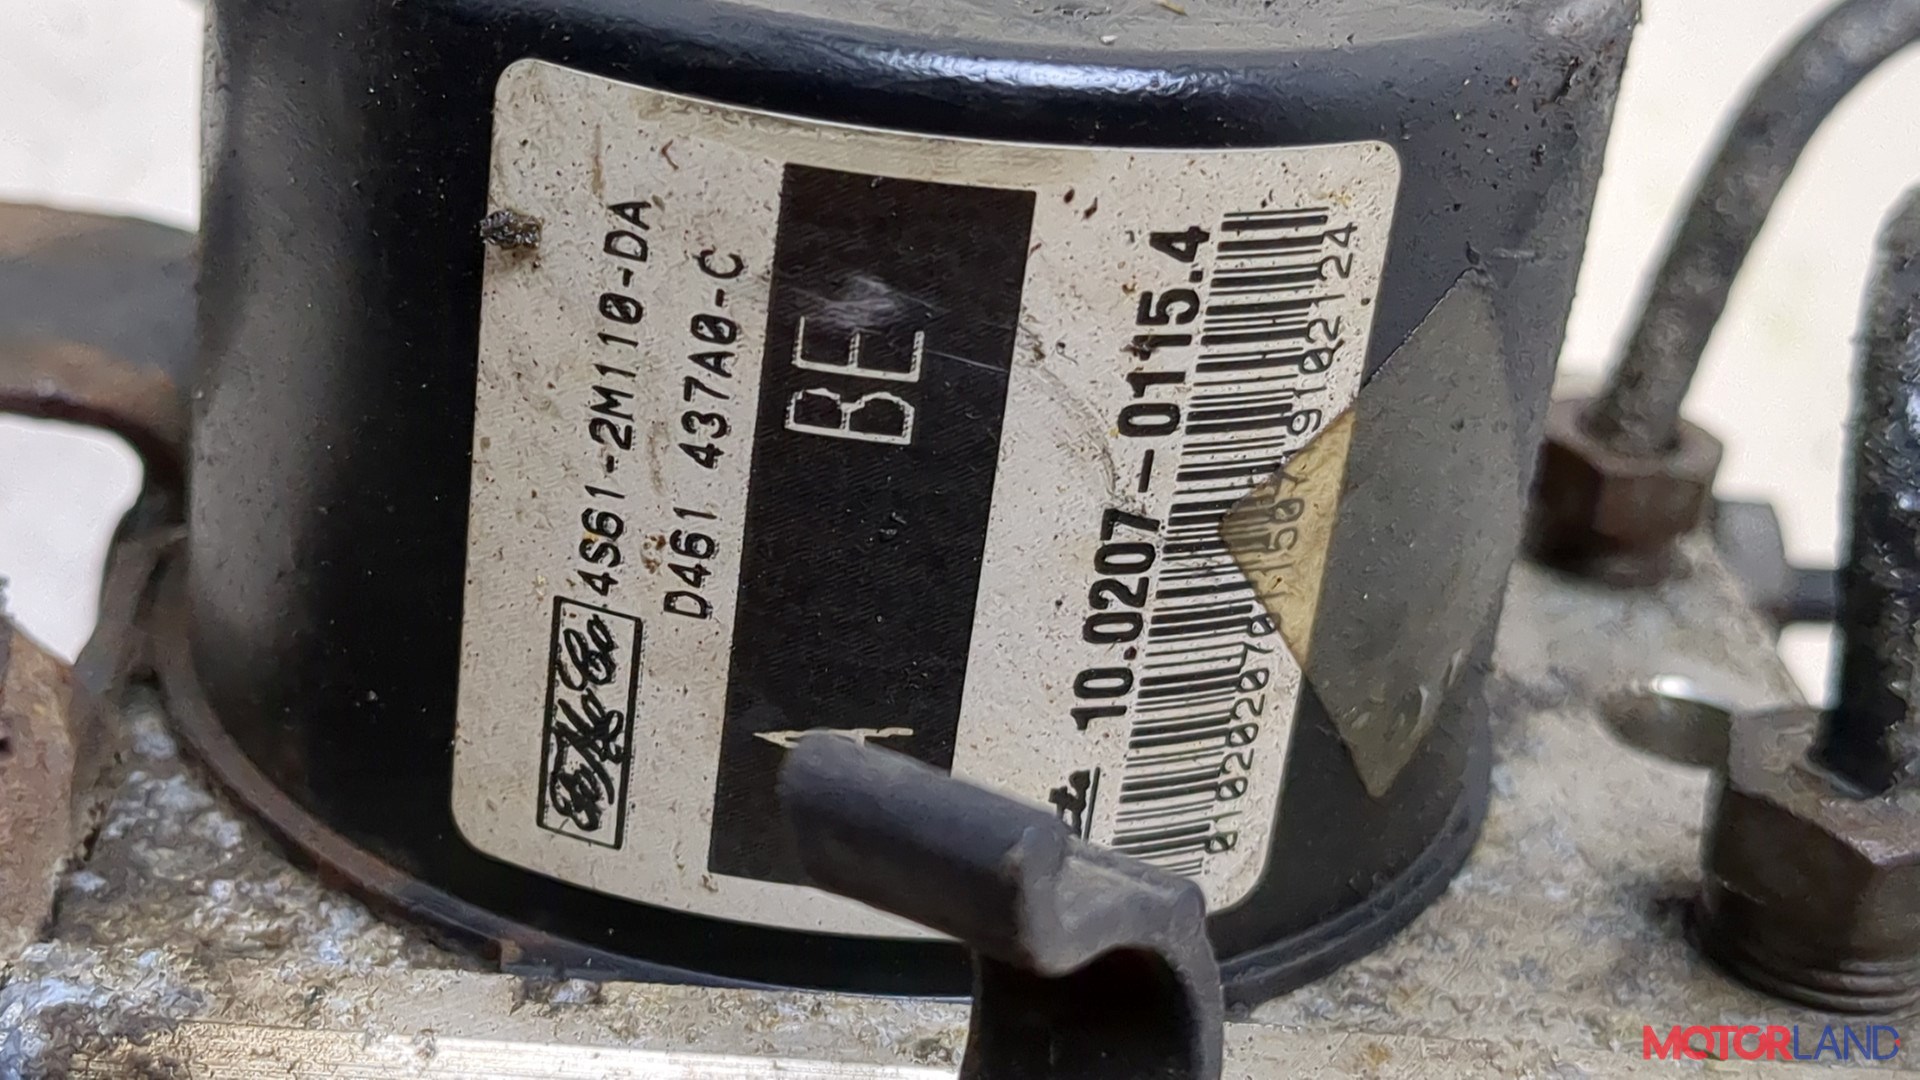 FoMoCo 4S61-2M110-DA
D461 437A0-C
BE
10.0207-0115.4
MOTORLAND